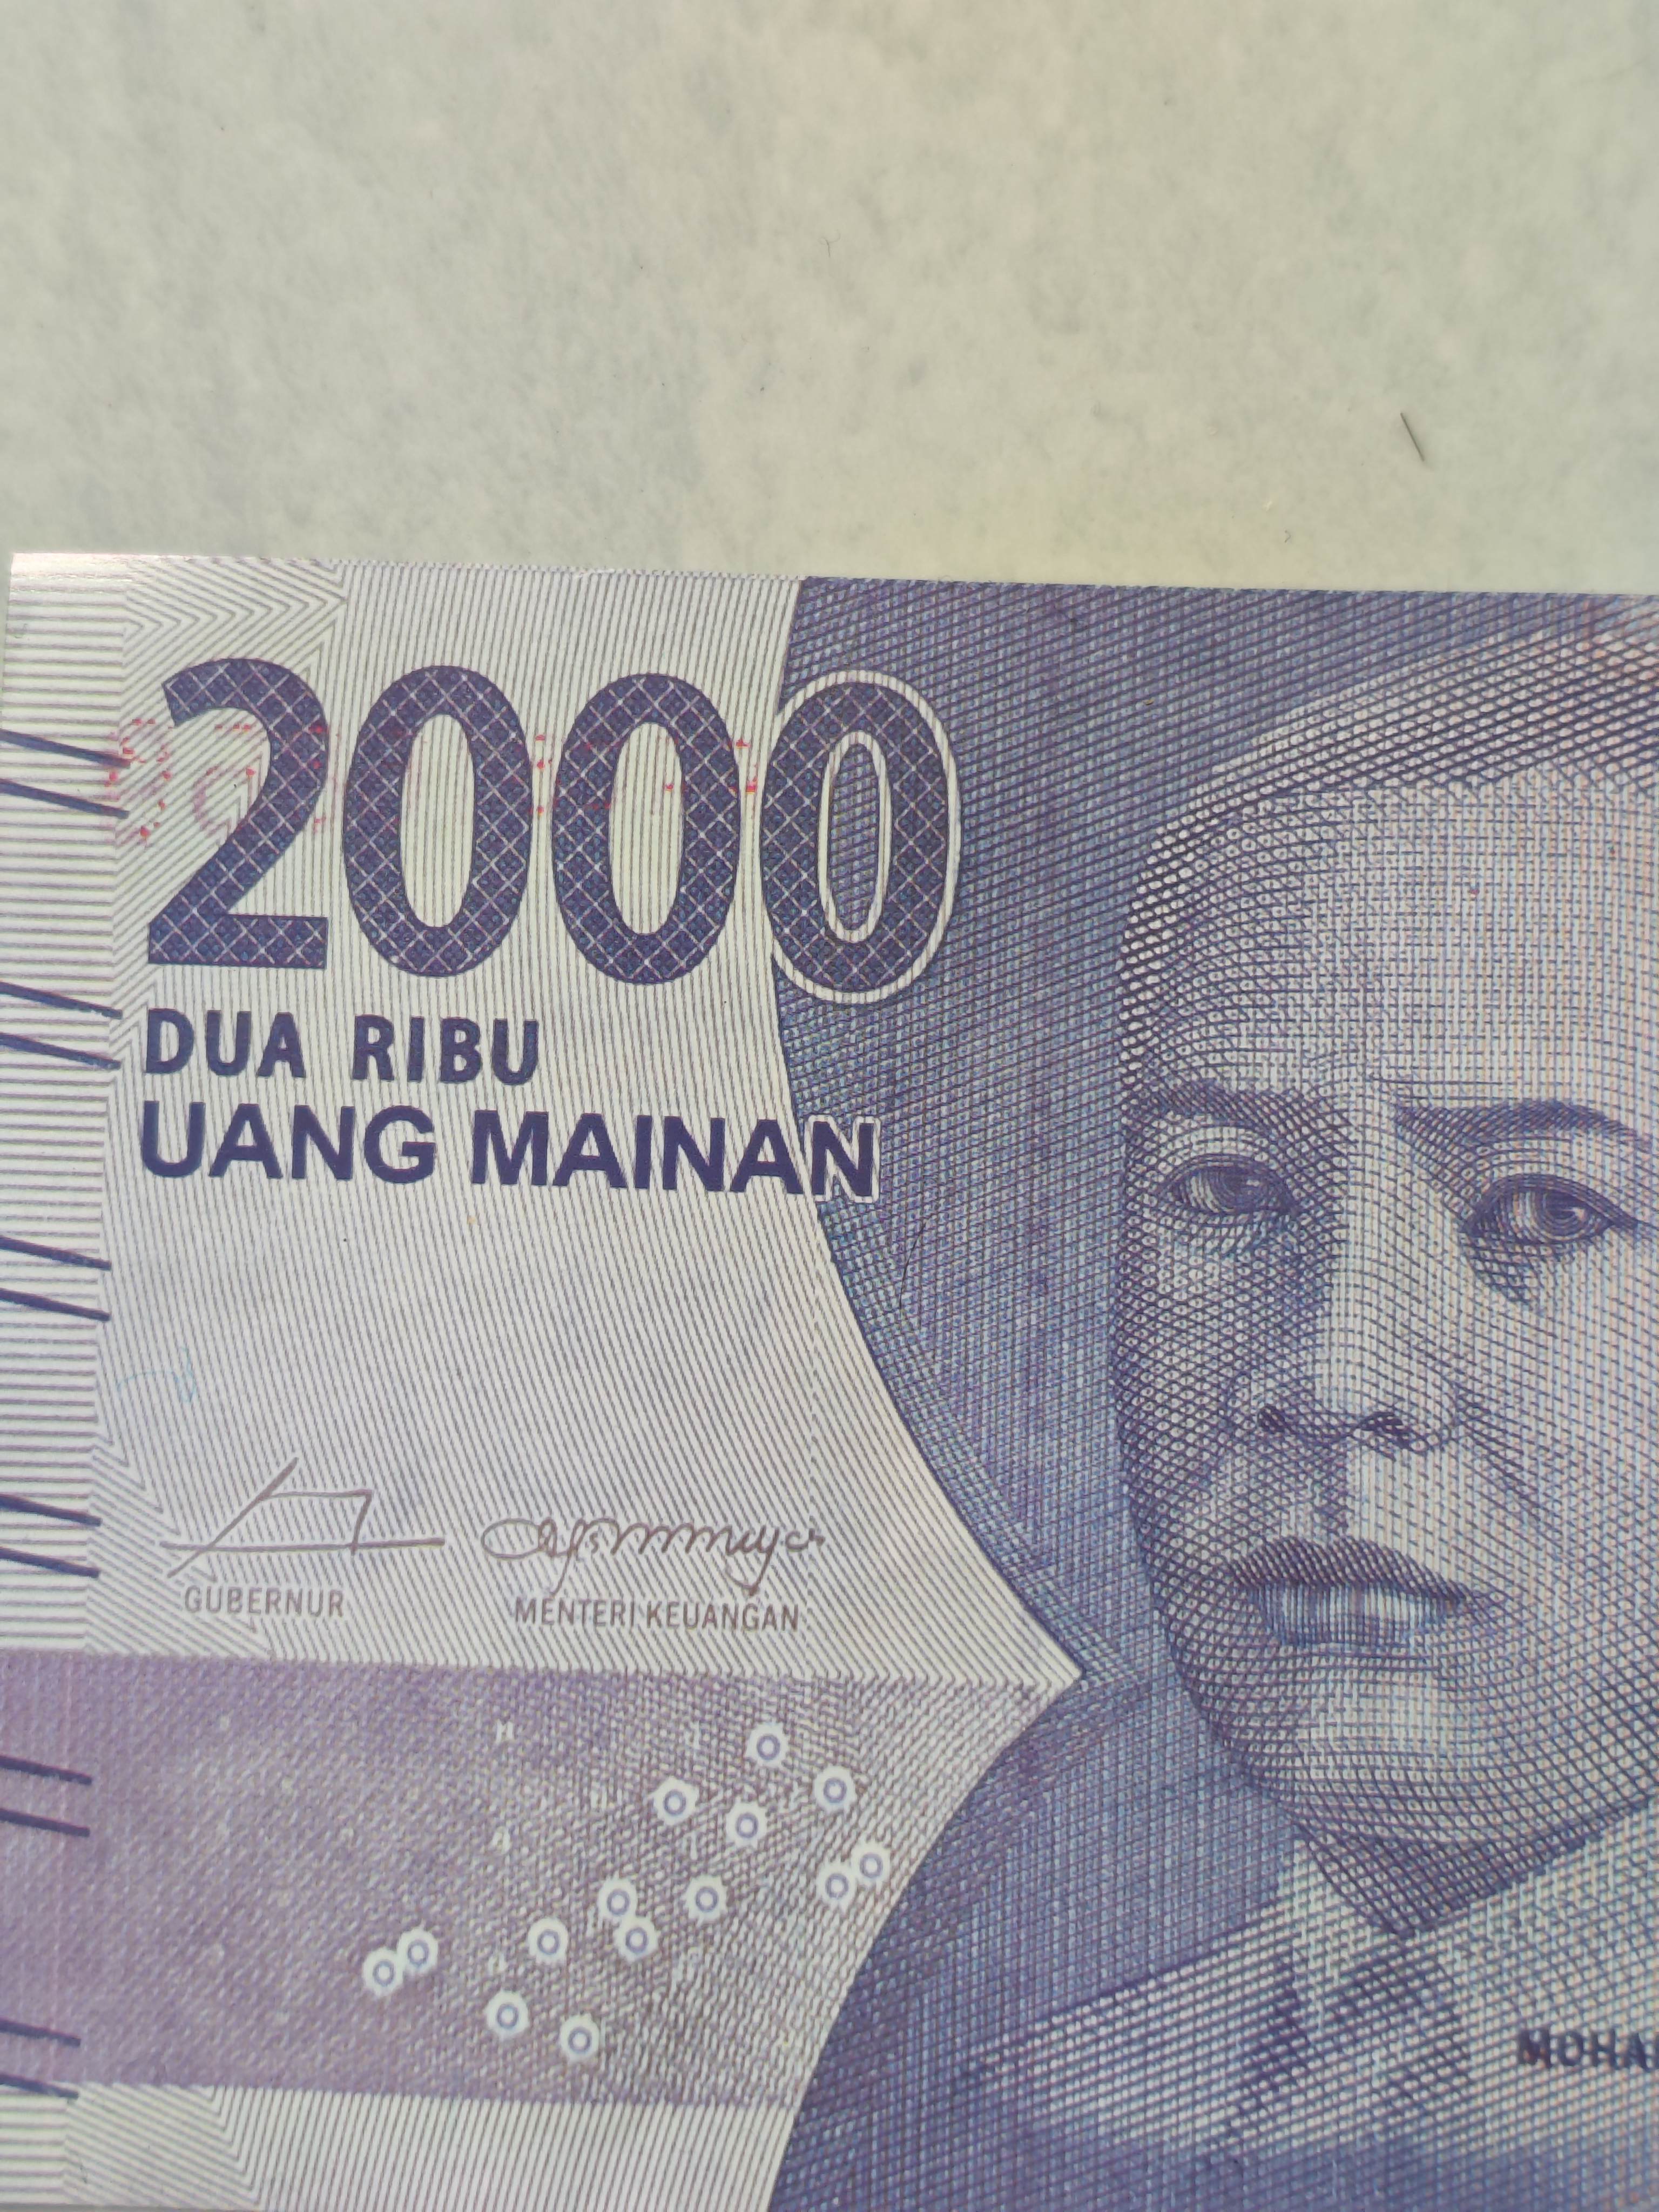 2000
DUA RIBU
UANG MAINAN
GUBERNUR
MENTERI KEUANGAN